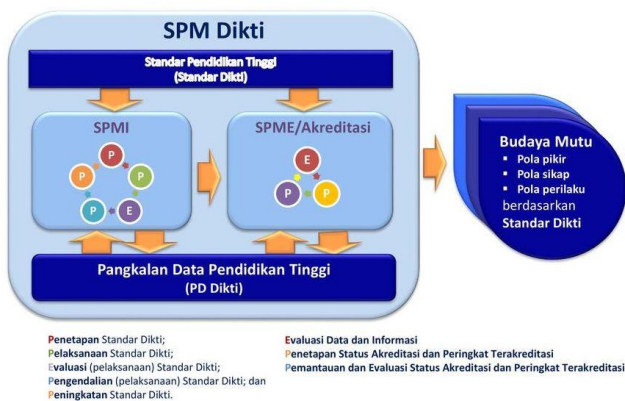 SPM Dikti
Standar Pendidikan Tinggi
(Standar Dikti)
SPMI
P
P
P
P
E
SPME/Akreditasi
E
P
P
Budaya Mutu
▪ Pola pikir
▪ Pola sikap
▪ Pola perilaku
berdasarkan
Standar Dikti
Pangkalan Data Pendidikan Tinggi
(PD Dikti)
Penetapan Standar Dikti;
Pelaksanaan Standar Dikti;
Evaluasi (pelaksanaan) Standar Dikti;
Pengendalian (pelaksanaan) Standar Dikti; dan
Peningkatan Standar Dikti.
Evaluasi Data dan Informasi
Penetapan Status Akreditasi dan Peringkat Terakreditasi
Pemantauan dan Evaluasi Status Akreditasi dan Peringkat Terakreditasi